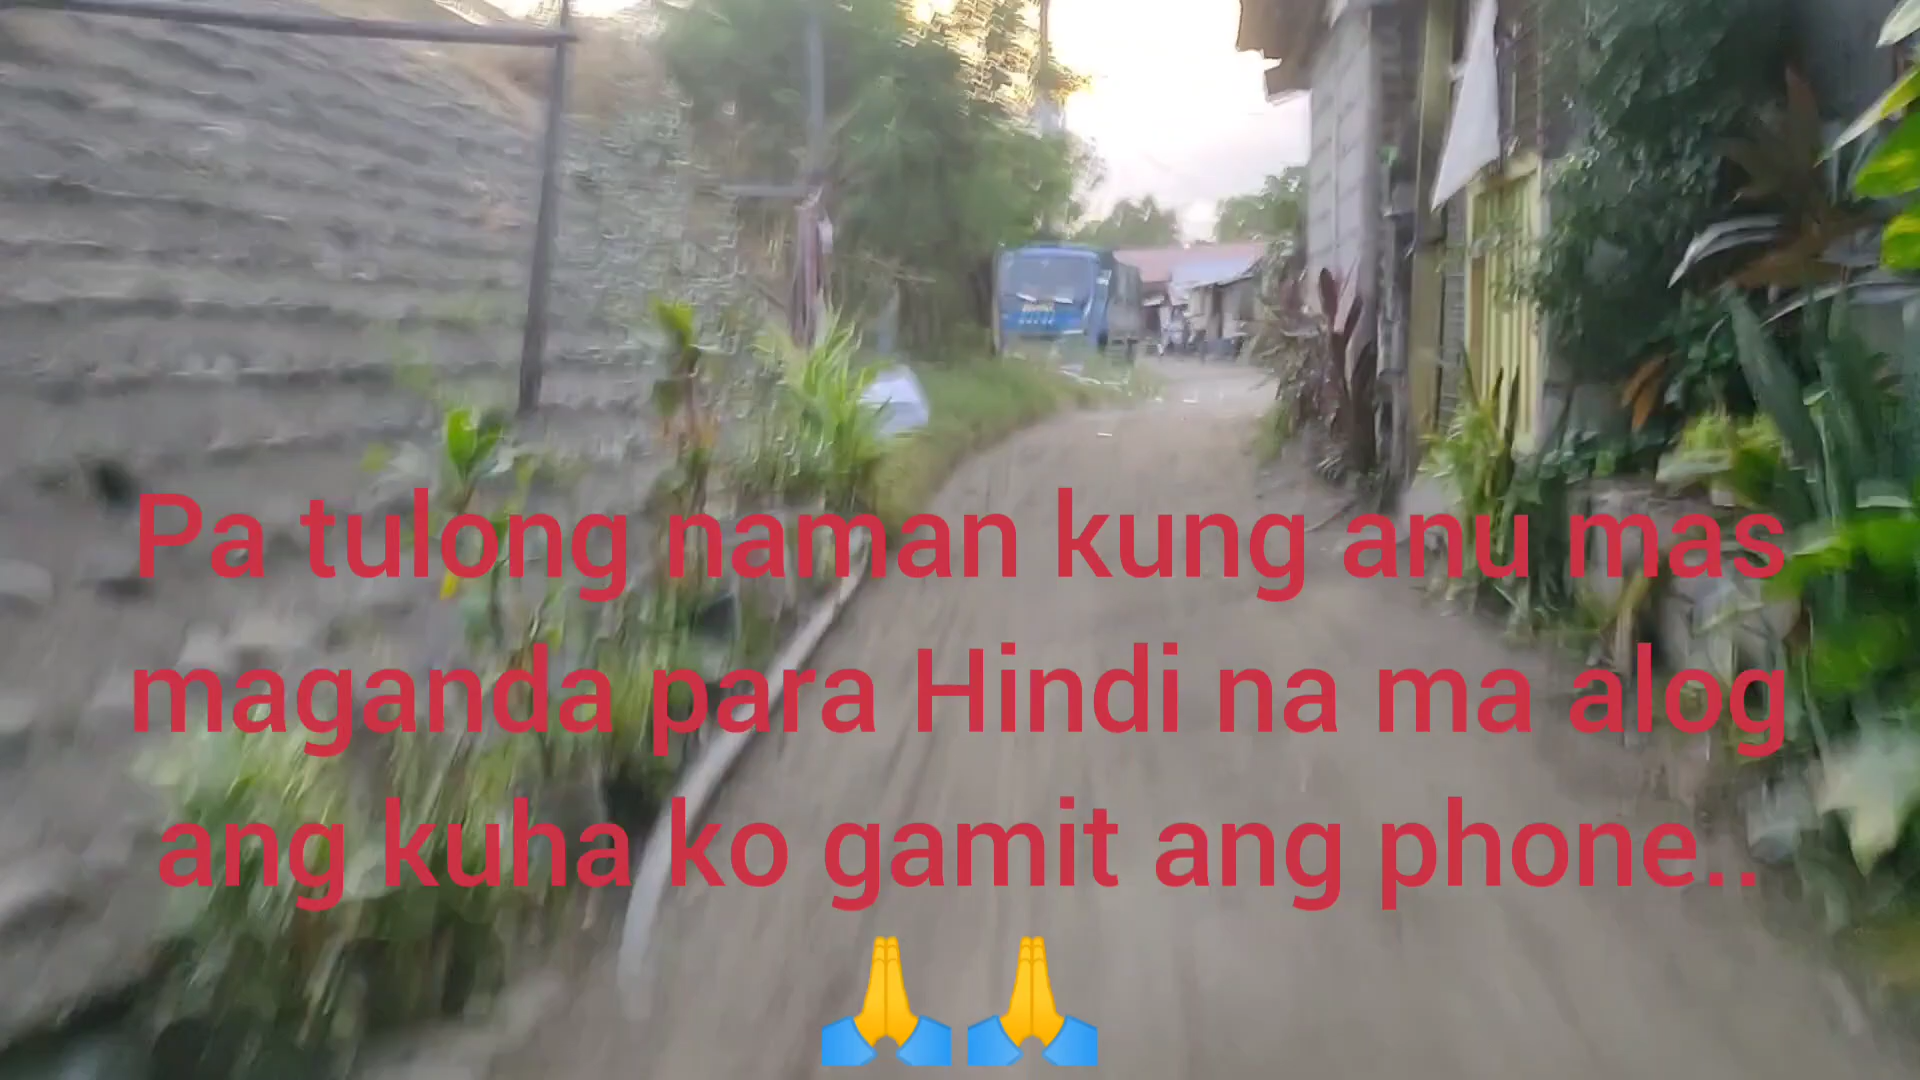 Pa tulong naman kung anu mas
maganda para Hindi na ma alog
ang kuha ko gamit ang phone..
🙏🙏